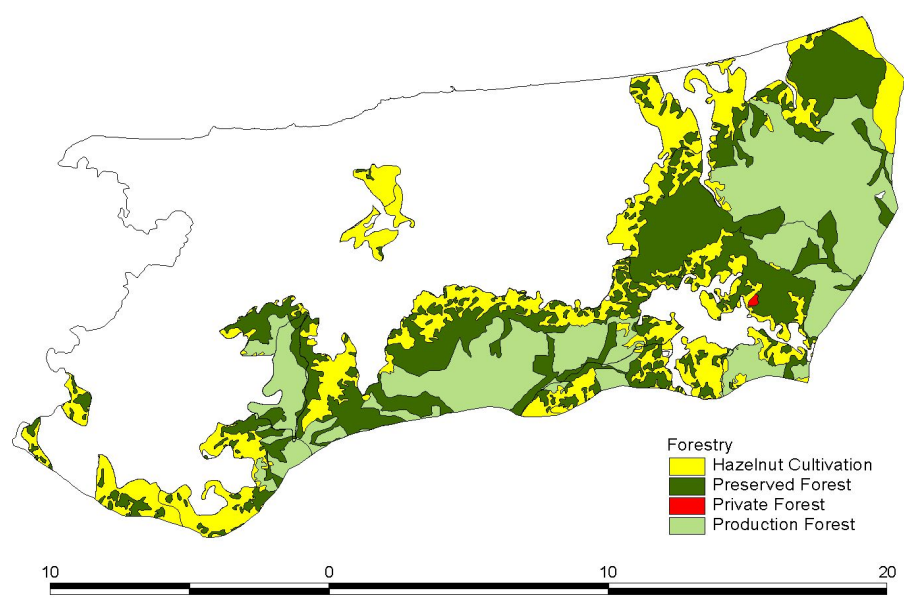 Forestry
Hazelnut Cultivation
Preserved Forest
Private Forest
Production Forest
10 0 10 20